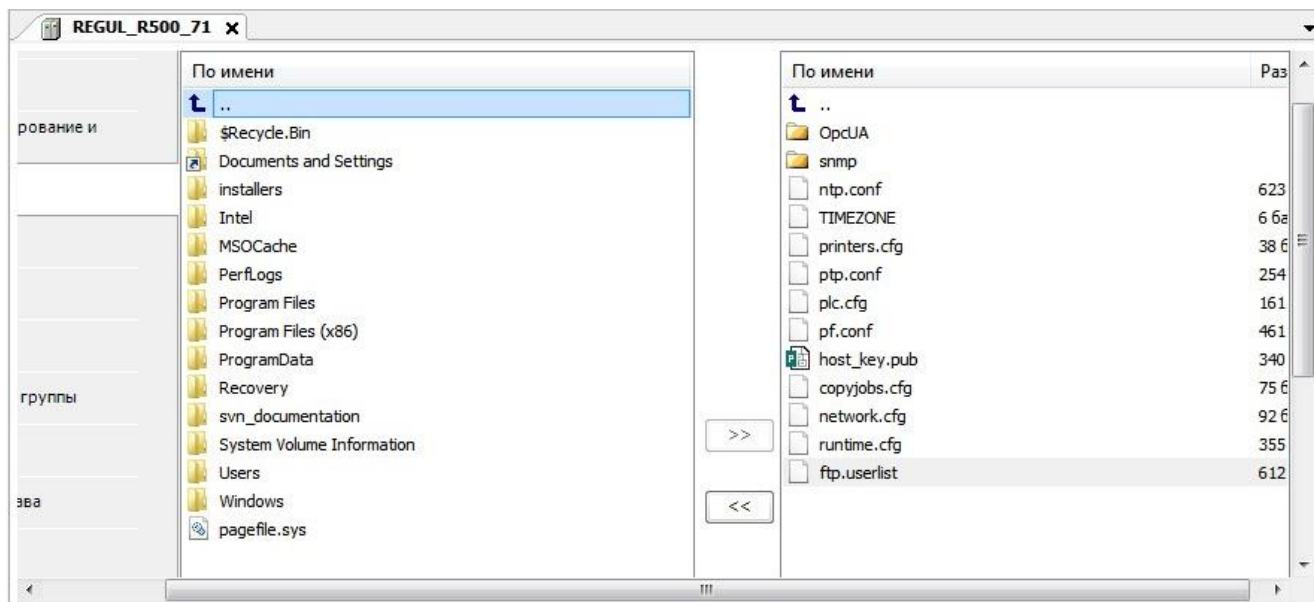 REGUL_R500_71
рование и
группы
ава
По имени
..
$Recycle.Bin
Documents and Settings
installers
Intel
MSOCache
PerfLogs
Program Files
Program Files (x86)
ProgramData
Recovery
svn_documentation
System Volume Information
Users
Windows
pagefile.sys
>>
<<
По имени Раз
..
OpcUA
snmp
ntp.conf 623
TIMEZONE 6 ба
printers.cfg 38 б
ptp.conf 254
plc.cfg 161
pf.conf 461
host_key.pub 340
copyjobs.cfg 75 б
network.cfg 92 б
runtime.cfg 355
ftp.userlist 612